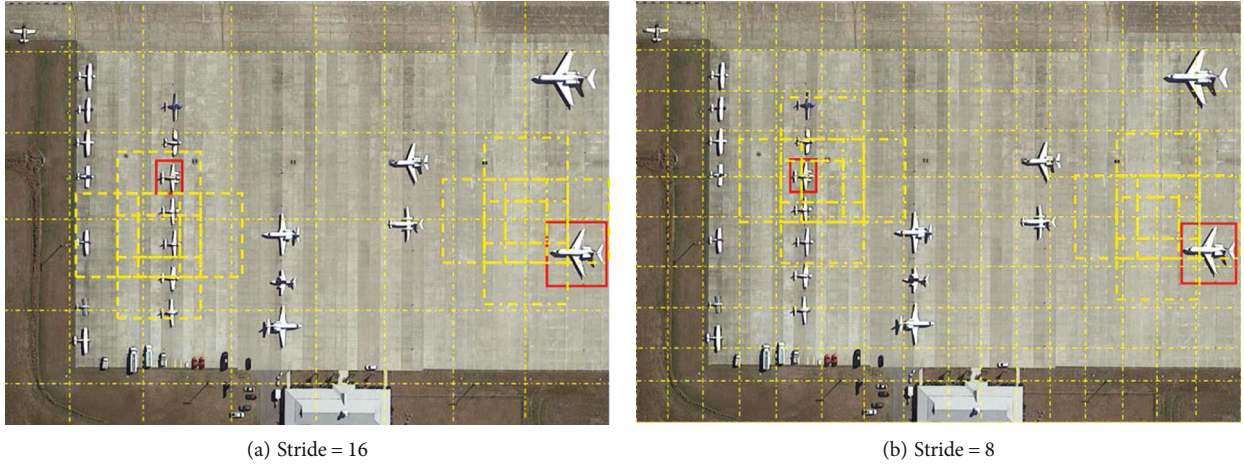 (a) Stride = 16
(b) Stride = 8